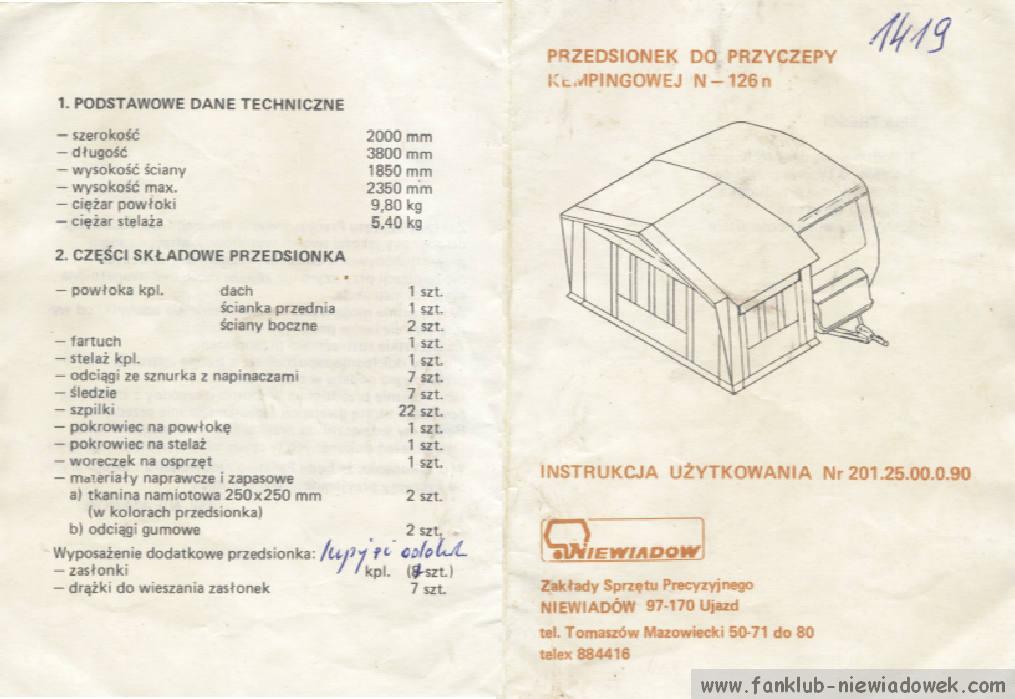 1. PODSTAWOWE DANE TECHNICZNE
— szerokość 2000 mm
— długość 3800 mm
— wysokość ściany 1850 mm
— wysokość max. 2350 mm
— ciężar powłoki 9,80 kg
— ciężar stelaża 5,40 kg
2. CZĘŚCI SKŁADOWE PRZEDSIONKA
— powłoka kpl. dach 1 szt.
ścianka przednia 1 szt.
ściany boczne 2 szt.
— fartuch 1 szt.
— stelaż kpl. 1 szt.
— odciągi ze sznurka z napinaczami 7 szt.
— śledzie 7 szt.
— szpilki 22 szt.
— pokrowiec na powłokę 1 szt.
— pokrowiec na stelaż 1 szt.
— woreczek na osprzęt 1 szt.
— materiały naprawcze i zapasowe
a) tkanina namiotowa 250x250 mm 2 szt.
(w kolorach przedsionka)
b) odciągi gumowe 2 szt.
Wyposażenie dodatkowe przedsionka:
— zasłonki kpl. (8 szt.)
— drążki do wieszania zasłonek 7 szt.
1419
PRZEDSIONEK DO PRZYCZEPY
KEMPINGOWEJ N — 126 n
INSTRUKCJA UŻYTKOWANIA Nr 201.25.00.0.90
NIEWIADOW
Zakłady Sprzętu Precyzyjnego
NIEWIADÓW 97-170 Ujazd
tel. Tomaszów Mazowiecki 50-71 do 80
telex 884416
www.fanklub-niewiadowek.com